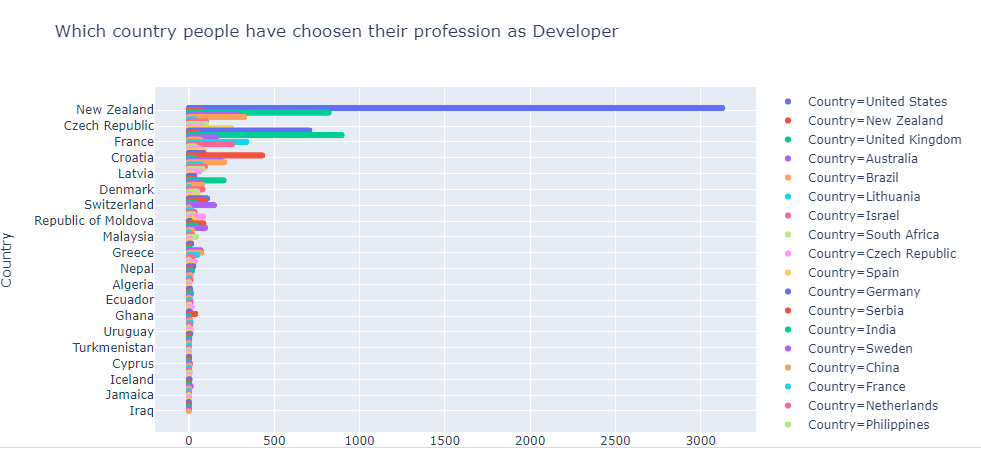 Which country people have choosen their profession as Developer
Country
New Zealand
Czech Republic
France
Croatia
Latvia
Denmark
Switzerland
Republic of Moldova
Malaysia
Greece
Nepal
Algeria
Ecuador
Ghana
Uruguay
Turkmenistan
Cyprus
Iceland
Jamaica
Iraq
0 500 1000 1500 2000 2500 3000
Country=United States
Country=New Zealand
Country=United Kingdom
Country=Australia
Country=Brazil
Country=Lithuania
Country=Israel
Country=South Africa
Country=Czech Republic
Country=Spain
Country=Germany
Country=Serbia
Country=India
Country=Sweden
Country=China
Country=France
Country=Netherlands
Country=Philippines